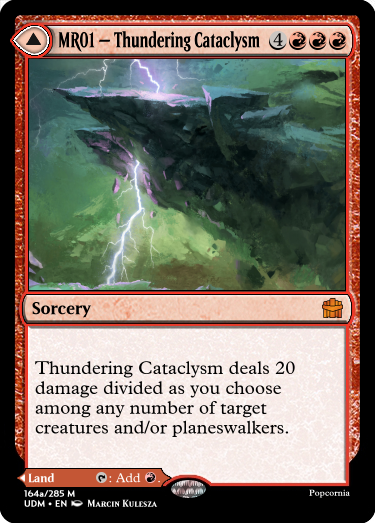 MR01 – Thundering Cataclysm 4
Sorcery
Thundering Cataclysm deals 20
damage divided as you choose
among any number of target
creatures and/or planeswalkers.
Land : Add .
164a/285 M
UDM • EN Marcin Kulesza
Popcornia